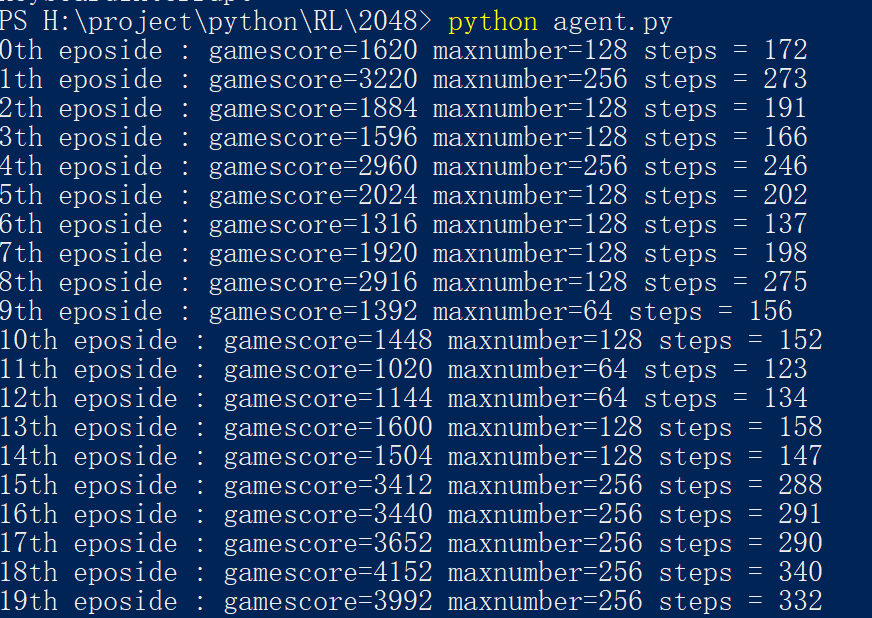 PS H:\project\python\RL\2048> python agent.py
0th eposide : gamescore=1620 maxnumber=128 steps = 172
1th eposide : gamescore=3220 maxnumber=256 steps = 273
2th eposide : gamescore=1884 maxnumber=128 steps = 191
3th eposide : gamescore=1596 maxnumber=128 steps = 166
4th eposide : gamescore=2960 maxnumber=256 steps = 246
5th eposide : gamescore=2024 maxnumber=128 steps = 202
6th eposide : gamescore=1316 maxnumber=128 steps = 137
7th eposide : gamescore=1920 maxnumber=128 steps = 198
8th eposide : gamescore=2916 maxnumber=128 steps = 275
9th eposide : gamescore=1392 maxnumber=64 steps = 156
10th eposide : gamescore=1448 maxnumber=128 steps = 152
11th eposide : gamescore=1020 maxnumber=64 steps = 123
12th eposide : gamescore=1144 maxnumber=64 steps = 134
13th eposide : gamescore=1600 maxnumber=128 steps = 158
14th eposide : gamescore=1504 maxnumber=128 steps = 147
15th eposide : gamescore=3412 maxnumber=256 steps = 288
16th eposide : gamescore=3440 maxnumber=256 steps = 291
17th eposide : gamescore=3652 maxnumber=256 steps = 290
18th eposide : gamescore=4152 maxnumber=256 steps = 340
19th eposide : gamescore=3992 maxnumber=256 steps = 332